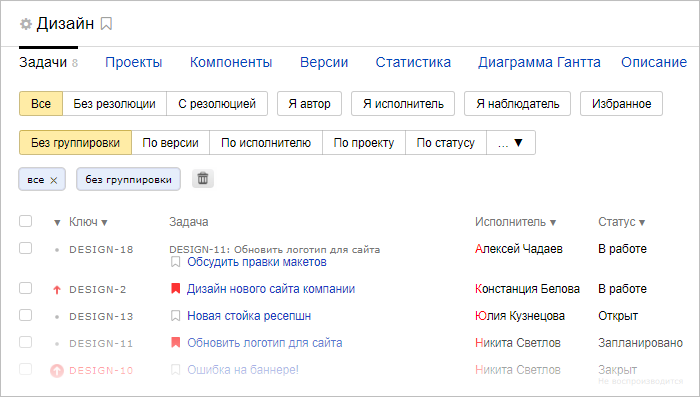 Дизайн
Задачи 8 Проекты Компоненты Версии Статистика Диаграмма Гантта Описание
Все Без резолюции С резолюцией Я автор Я исполнитель Я наблюдатель Избранное
Без группировки По версии По исполнителю По проекту По статусу ... ▼
все × без группировки
▼ Ключ ▼ Задача Исполнитель ▼ Статус ▼
DESIGN-18 DESIGN-11: Обновить логотип для сайта Алексей Чадаев В работе
Обсудить правки макетов
DESIGN-2 Дизайн нового сайта компании Констанция Белова В работе
DESIGN-13 Новая стойка ресепшн Юлия Кузнецова Открыт
DESIGN-11 Обновить логотип для сайта Никита Светлов Запланировано
DESIGN-10 Ошибка на баннере! Никита Светлов Закрыт
Не воспроизводится